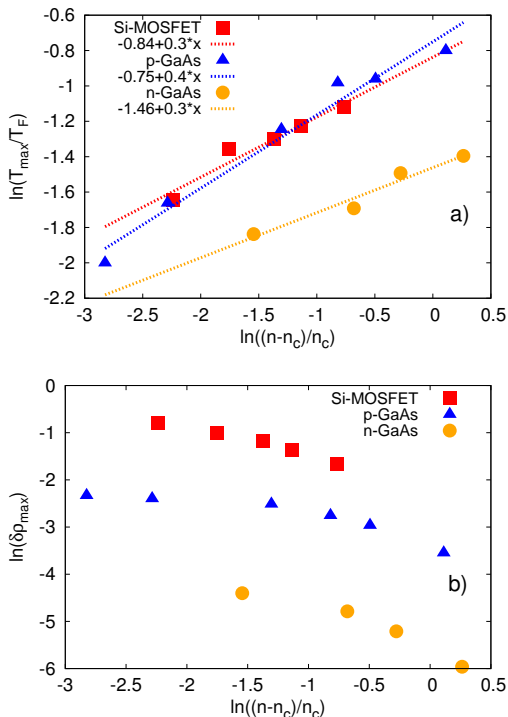 -0.6
-0.8
-1
-1.2
-1.4
-1.6
-1.8
-2
-2.2
ln(T_max/T_F)
Si-MOSFET
-0.84+0.3*x
p-GaAs
-0.75+0.4*x
n-GaAs
-1.46+0.3*x
a)
-3 -2.5 -2 -1.5 -1 -0.5 0 0.5
ln((n-n_c)/n_c)
0
-1
-2
-3
-4
-5
-6
ln(δρ_max)
Si-MOSFET
p-GaAs
n-GaAs
b)
-3 -2.5 -2 -1.5 -1 -0.5 0 0.5
ln((n-n_c)/n_c)